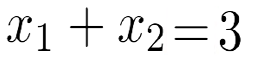 x₁ + x₂ = 3